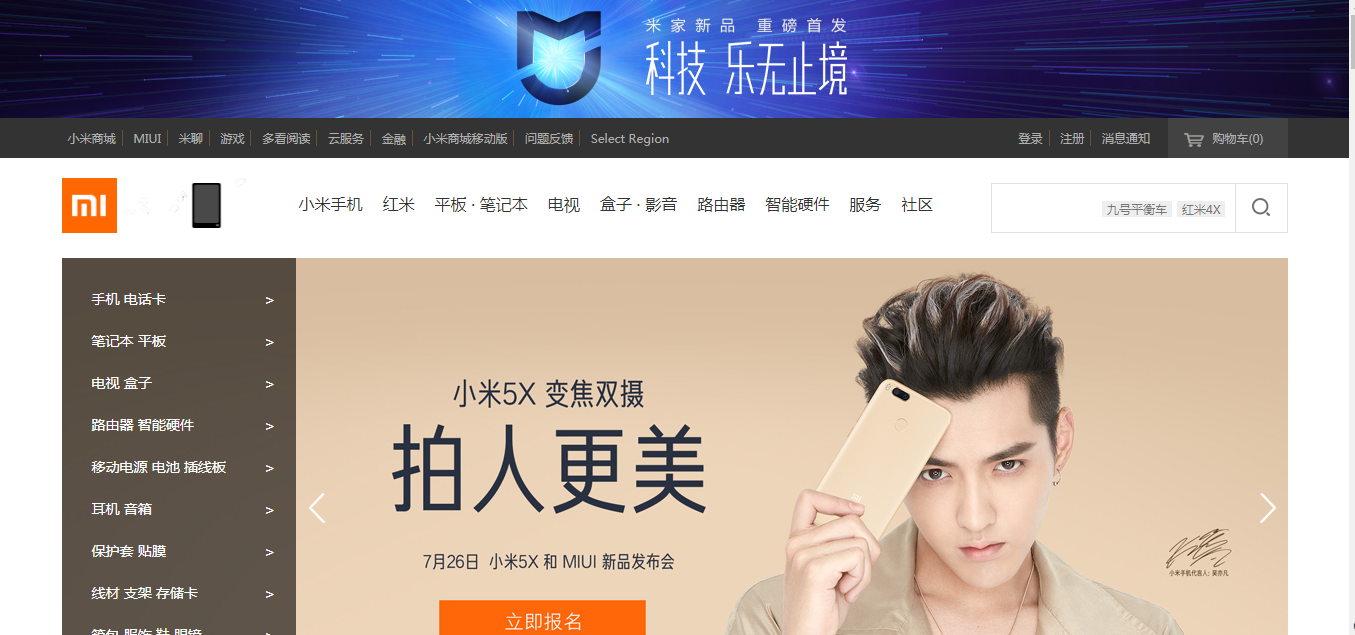 米家新品 重磅首发
科技 乐无止境
小米商城 MIUI 米聊 游戏 多看阅读 云服务 金融 小米商城移动版 问题反馈 Select Region 登录 注册 消息通知 购物车(0)
小米手机 红米 平板 · 笔记本 电视 盒子 · 影音 路由器 智能硬件 服务 社区 九号平衡车 红米4X
手机 电话卡 >
笔记本 平板 >
电视 盒子 >
路由器 智能硬件 >
移动电源 电池 插线板 >
耳机 音箱 >
保护套 贴膜 >
线材 支架 存储卡 >
箱包 服饰 鞋 眼镜 >
小米5X 变焦双摄
拍人更美
7月26日 小米5X 和 MIUI 新品发布会
立即报名
小米手机代言人: 吴亦凡